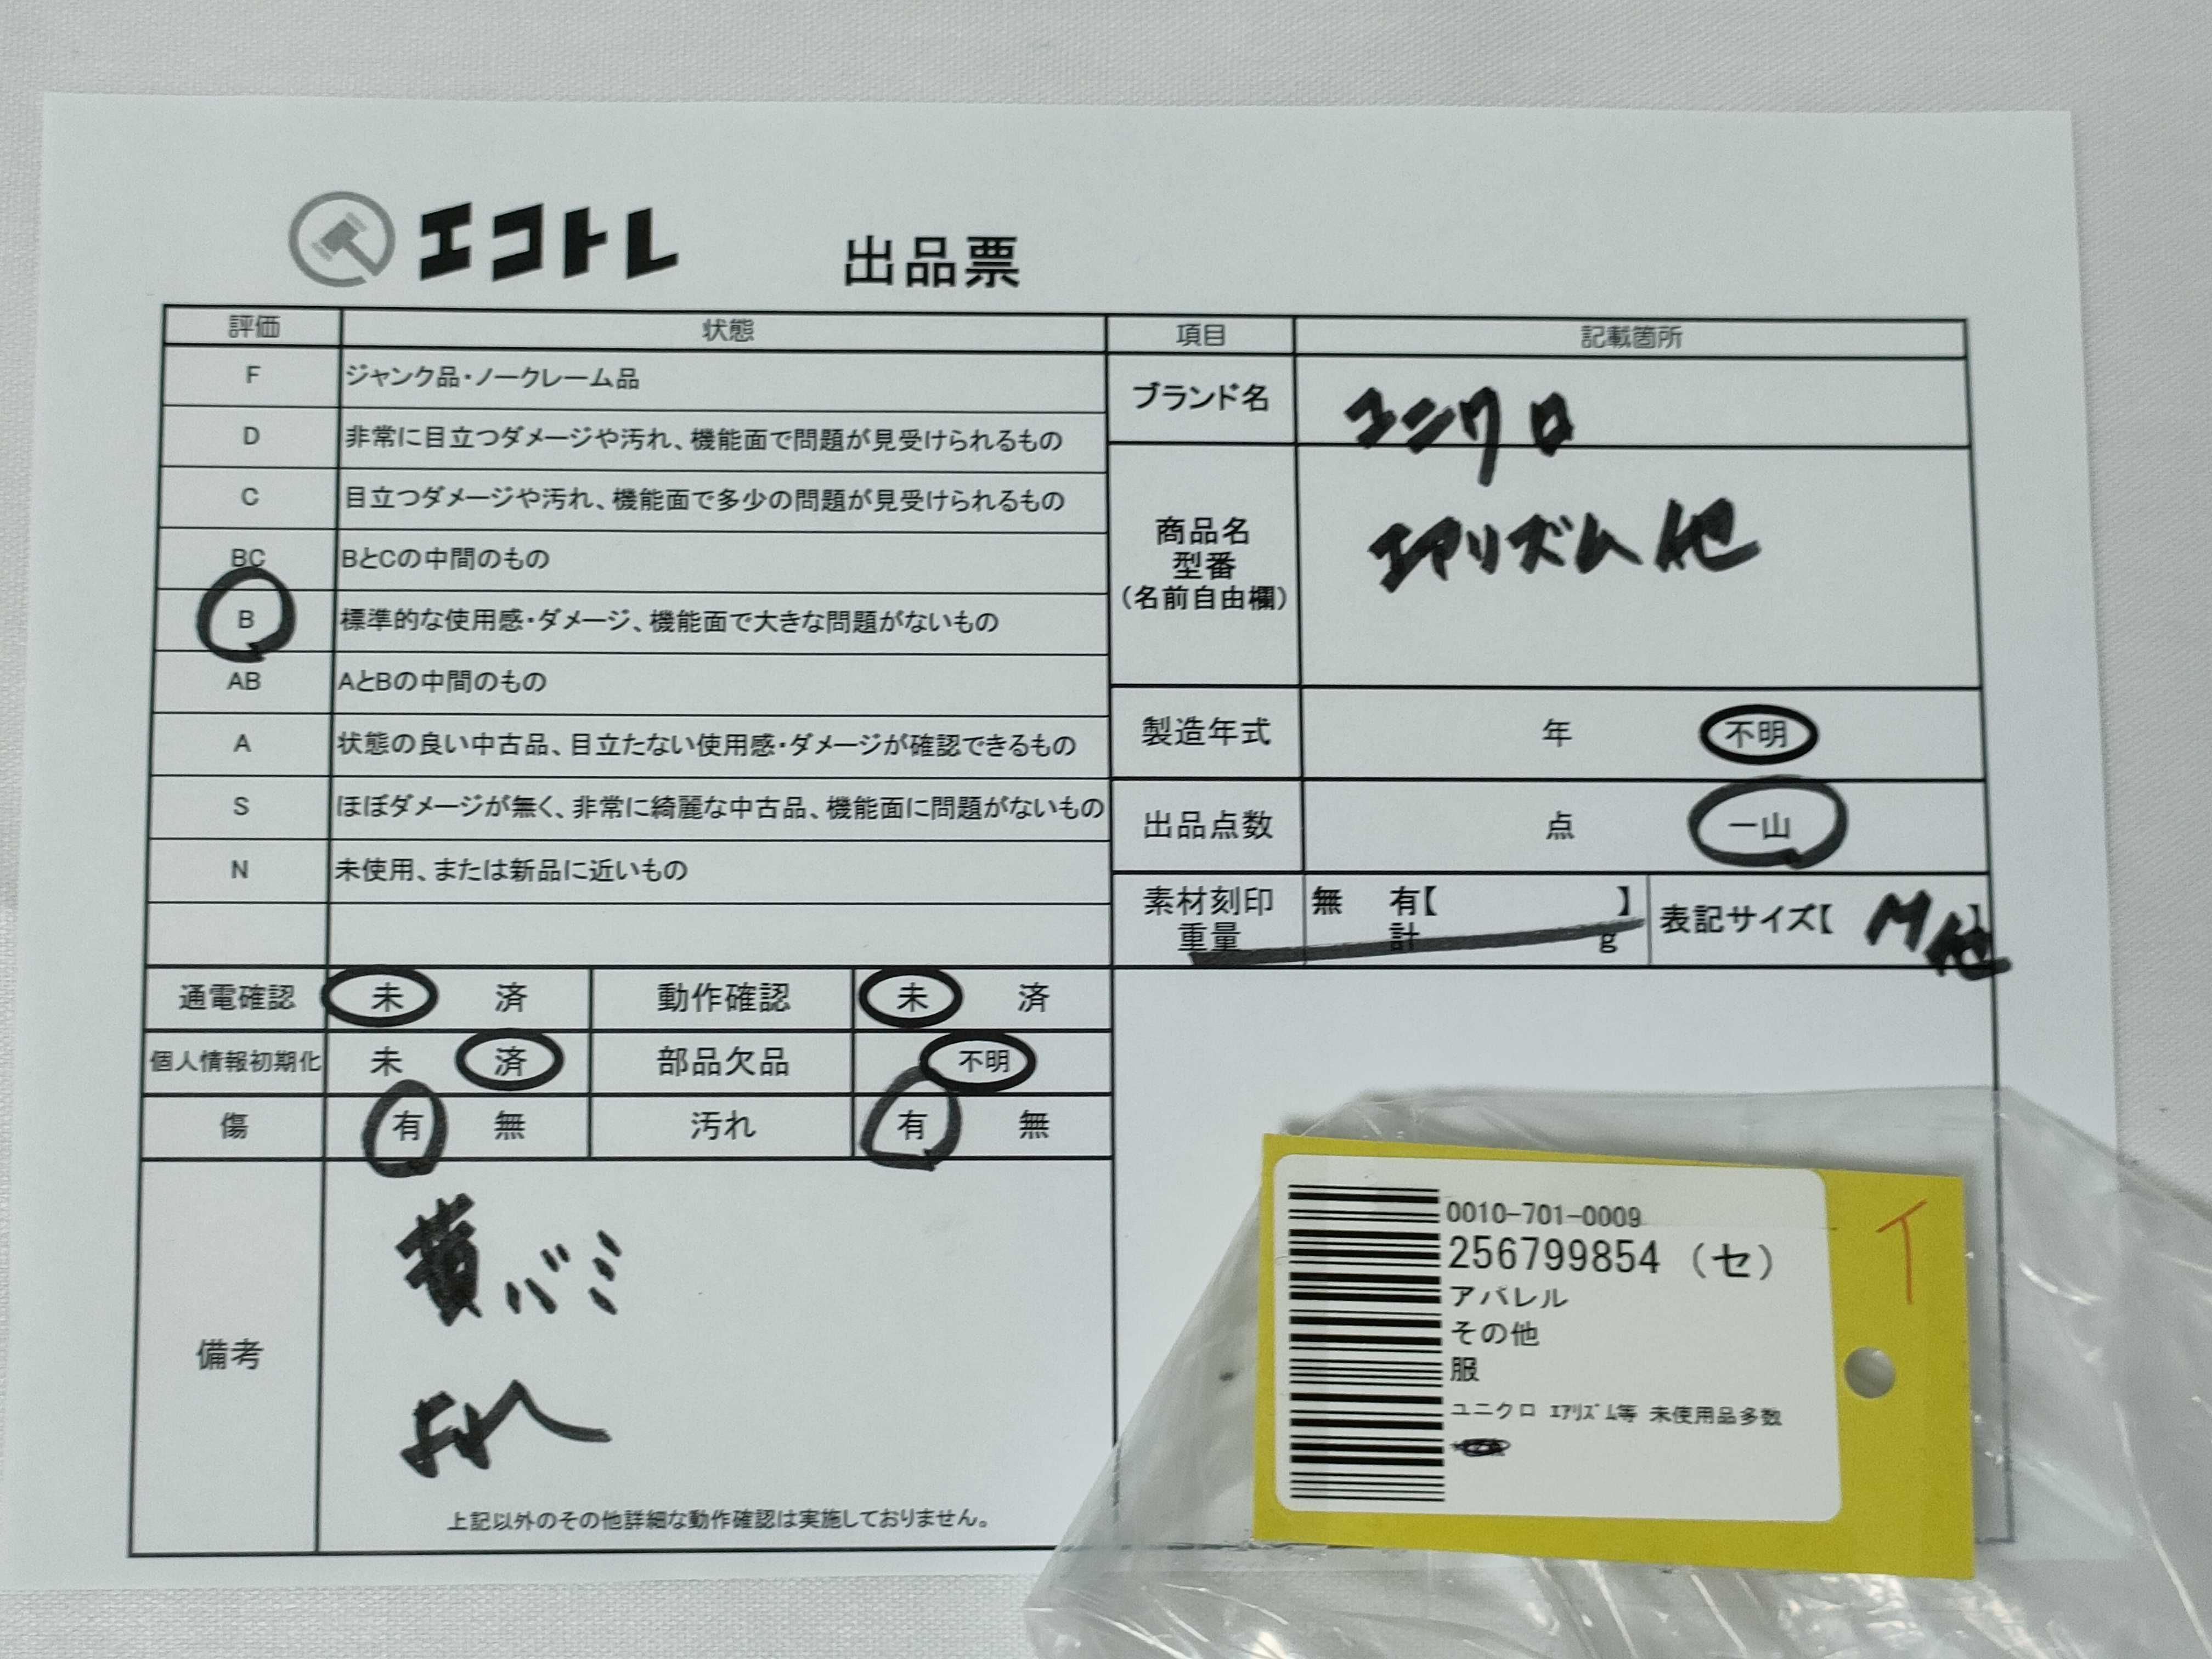 エコトレ 出品票
評価 状態 項目 記載箇所
F ジャンク品・ノークレーム品
D 非常に目立つダメージや汚れ、機能面で問題が見受けられるもの
C 目立つダメージや汚れ、機能面で多少の問題が見受けられるもの
BC BとCの中間のもの
B 標準的な使用感・ダメージ、機能面で大きな問題がないもの
AB AとBの中間のもの
A 状態の良い中古品、目立たない使用感・ダメージが確認できるもの
S ほぼダメージが無く、非常に綺麗な中古品、機能面に問題がないもの
N 未使用、または新品に近いもの
ブランド名 ユニクロ
商品名
型番
(名前自由欄)
エアリズム 他
製造年式 年 不明
出品点数 点 一山
素材刻印 無 有【 】
重量 計 g
表記サイズ【 M 他 】
通電確認 未 済 動作確認 未 済
個人情報初期化 未 済 部品欠品 不明
傷 有 無 汚れ 有 無
備考
黄バミ
上記以外のその他詳細な動作確認は実施しておりません。
0010-701-0009
256799854 (セ)
アパレル
その他
服
ユニクロ ｴｱﾘｽﾞﾑ等 未使用品多数
イ